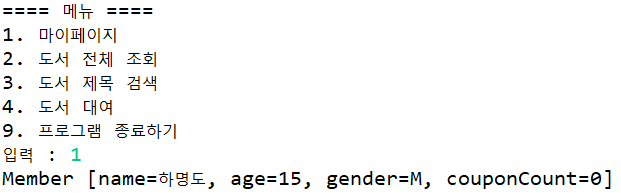 ==== 메뉴 ====
1. 마이페이지
2. 도서 전체 조회
3. 도서 제목 검색
4. 도서 대여
9. 프로그램 종료하기
입력 : 1
Member [name=하명도, age=15, gender=M, couponCount=0]